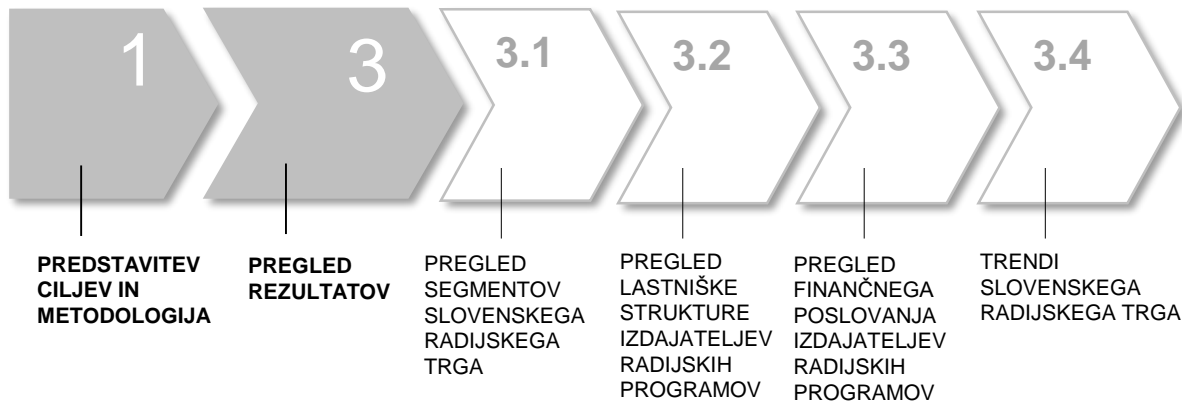 1
3
3.1
3.2
3.3
3.4
PREDSTAVITEV
CILJEV IN
METODOLOGIJA
PREGLED
REZULTATOV
PREGLED
SEGMENTOV
SLOVENSKEGA
RADIJSKEGA
TRGA
PREGLED
LASTNIŠKE
STRUKTURE
IZDAJATELJEV
RADIJSKIH
PROGRAMOV
PREGLED
FINANČNEGA
POSLOVANJA
IZDAJATELJEV
RADIJSKIH
PROGRAMOV
TRENDI
SLOVENSKEGA
RADIJSKEGA TRGA